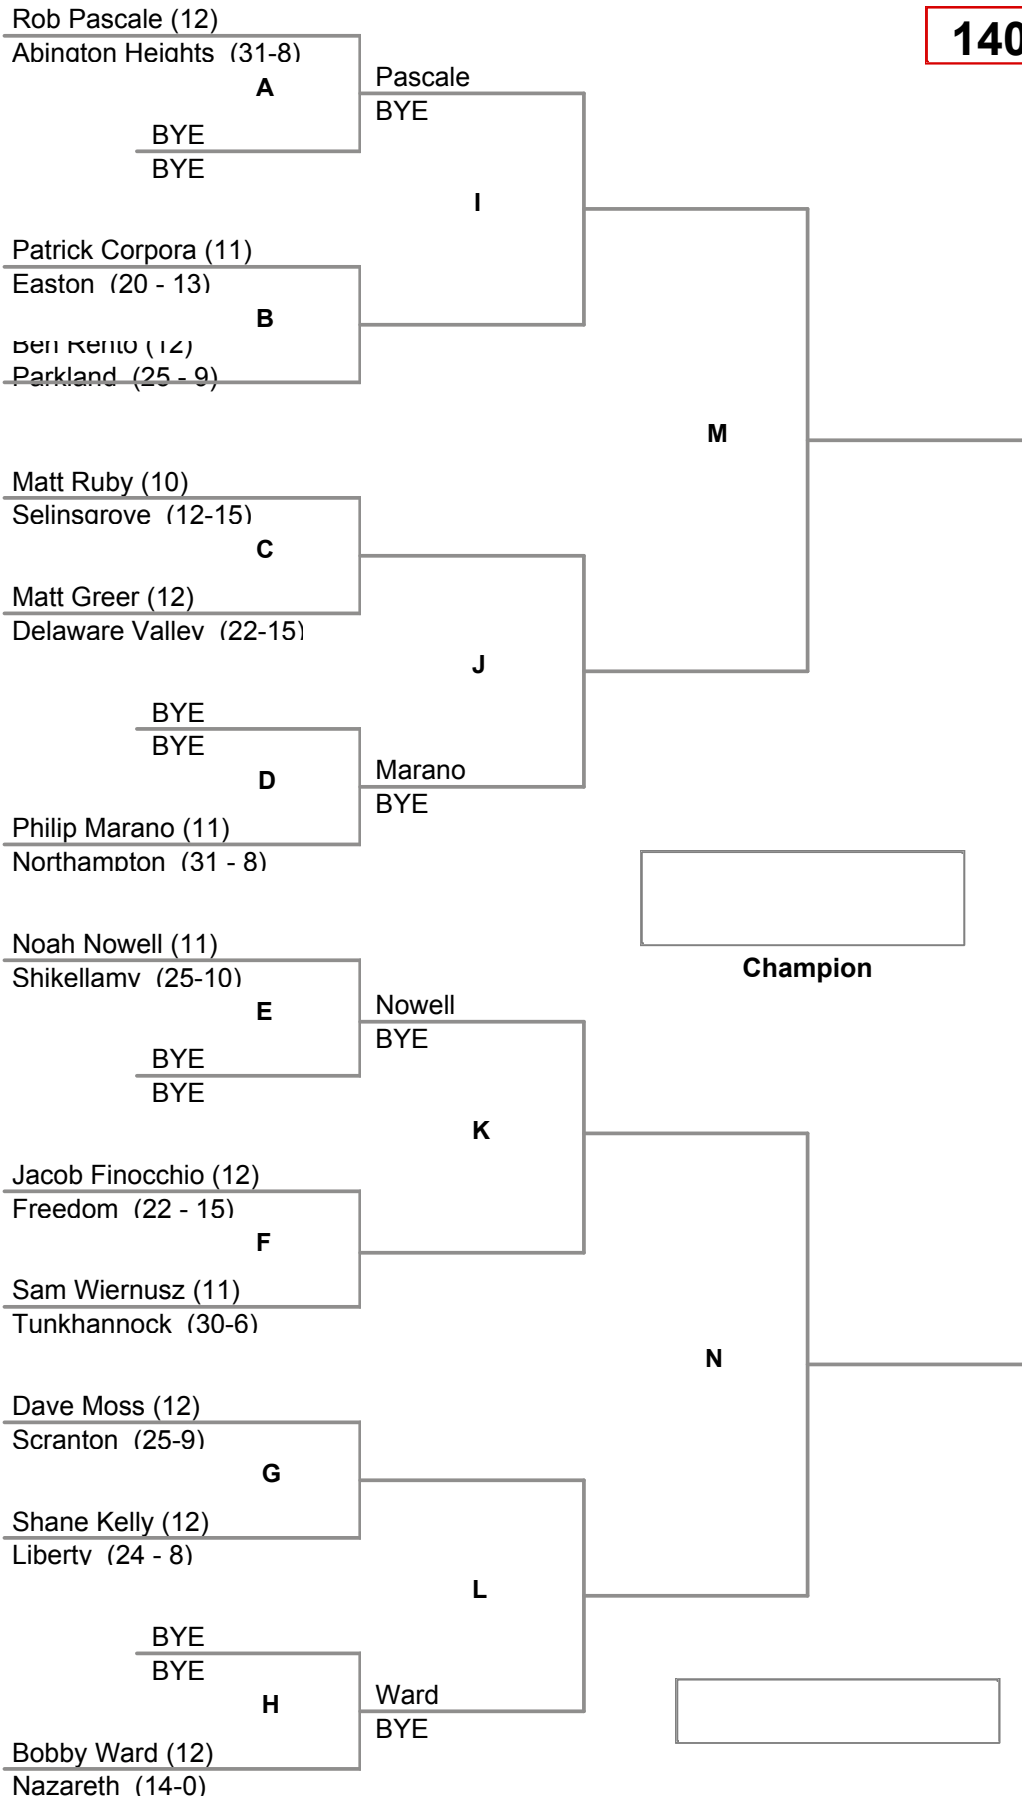 Rob Pascale (12)
140
Abington Heights (31-8)
A
Pascale
BYE
BYE
BYE
I
Patrick Corpora (11)
Easton (20 - 13)
B
Ben Rento (12)
Parkland (25 - 9)
M
Matt Ruby (10)
Selinsgrove (12-15)
C
Matt Greer (12)
Delaware Valley (22-15)
J
BYE
BYE
D
Marano
BYE
Philip Marano (11)
Northampton (31 - 8)
Noah Nowell (11)
Shikellamy (25-10)
Champion
E
Nowell
BYE
BYE
BYE
K
Jacob Finocchio (12)
Freedom (22 - 15)
F
Sam Wiernusz (11)
Tunkhannock (30-6)
N
Dave Moss (12)
Scranton (25-9)
G
Shane Kelly (12)
Liberty (24 - 8)
L
BYE
BYE
H
Ward
BYE
Bobby Ward (12)
Nazareth (14-0)